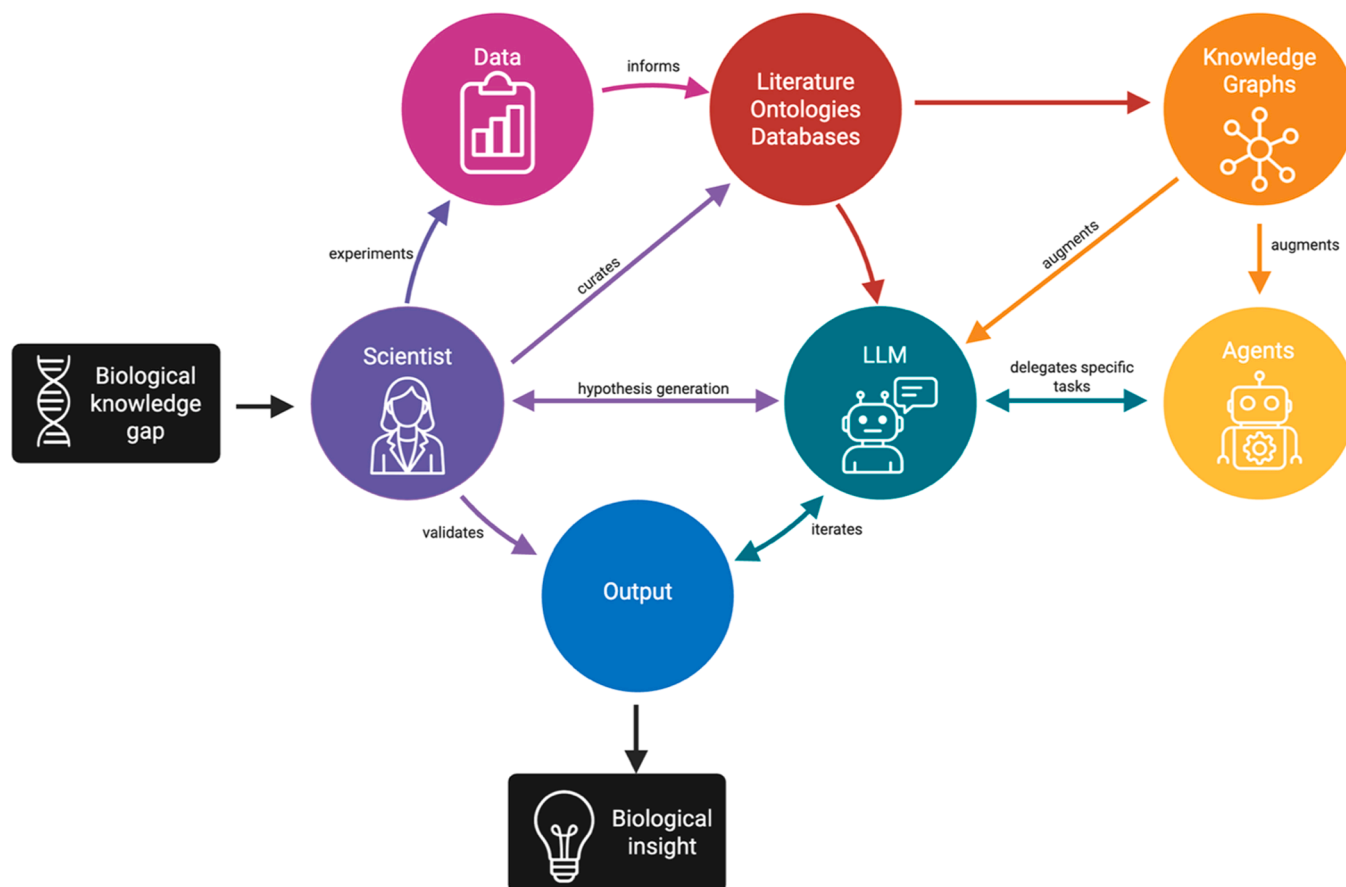 Data
informs
Literature
Ontologies
Databases
Knowledge
Graphs
experiments
curates
augments
augments
Biological
knowledge
gap
Scientist
hypothesis generation
LLM
delegates specific
tasks
Agents
validates
iterates
Output
Biological
insight